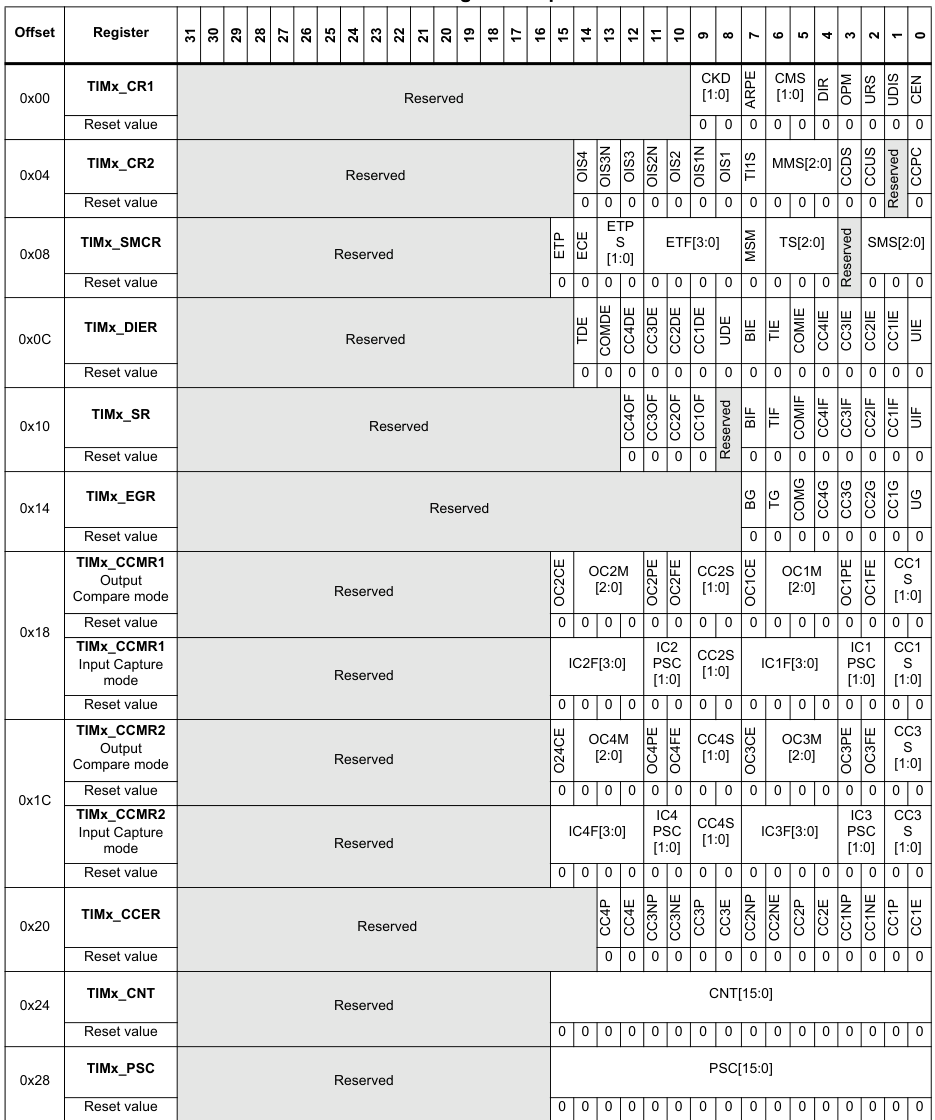 Offset Register 31 30 29 28 27 26 25 24 23 22 21 20 19 18 17 16 15 14 13 12 11 10 9 8 7 6 5 4 3 2 1 0
0x00 TIMx_CR1 Reserved CKD [1:0] ARPE CMS [1:0] DIR OPM URS UDIS CEN
Reset value 0 0 0 0 0 0 0 0 0 0
0x04 TIMx_CR2 Reserved OIS4 OIS3N OIS3 OIS2N OIS2 OIS1N OIS1 TI1S MMS[2:0] CCDS CCUS Reserved CCPC
Reset value 0 0 0 0 0 0 0 0 0 0 0 0 0 0
0x08 TIMx_SMCR Reserved ETP ECE ETP S [1:0] ETF[3:0] MSM TS[2:0] Reserved SMS[2:0]
Reset value 0 0 0 0 0 0 0 0 0 0 0 0 0 0 0
0x0C TIMx_DIER Reserved TDE COMDE CC4DE CC3DE CC2DE CC1DE UDE BIE TIE COMIE CC4IE CC3IE CC2IE CC1IE UIE
Reset value 0 0 0 0 0 0 0 0 0 0 0 0 0 0 0
0x10 TIMx_SR Reserved CC4OF CC3OF CC2OF CC1OF Reserved BIF TIF COMIF CC4IF CC3IF CC2IF CC1IF UIF
Reset value 0 0 0 0 0 0 0 0 0 0 0 0
0x14 TIMx_EGR Reserved BG TG COMG CC4G CC3G CC2G CC1G UG
Reset value 0 0 0 0 0 0 0 0
0x18 TIMx_CCMR1 Output Compare mode Reserved OC2CE OC2M [2:0] OC2PE OC2FE CC2S [1:0] OC1CE OC1M [2:0] OC1PE OC1FE CC1 S [1:0]
Reset value 0 0 0 0 0 0 0 0 0 0 0 0 0 0 0 0
TIMx_CCMR1 Input Capture mode Reserved IC2F[3:0] IC2 PSC [1:0] CC2S [1:0] IC1F[3:0] IC1 PSC [1:0] CC1 S [1:0]
Reset value 0 0 0 0 0 0 0 0 0 0 0 0 0 0 0 0
0x1C TIMx_CCMR2 Output Compare mode Reserved O24CE OC4M [2:0] OC4PE OC4FE CC4S [1:0] OC3CE OC3M [2:0] OC3PE OC3FE CC3 S [1:0]
Reset value 0 0 0 0 0 0 0 0 0 0 0 0 0 0 0 0
TIMx_CCMR2 Input Capture mode Reserved IC4F[3:0] IC4 PSC [1:0] CC4S [1:0] IC3F[3:0] IC3 PSC [1:0] CC3 S [1:0]
Reset value 0 0 0 0 0 0 0 0 0 0 0 0 0 0 0 0
0x20 TIMx_CCER Reserved CC4P CC4E CC3NP CC3NE CC3P CC3E CC2NP CC2NE CC2P CC2E CC1NP CC1NE CC1P CC1E
Reset value 0 0 0 0 0 0 0 0 0 0 0 0 0 0
0x24 TIMx_CNT Reserved CNT[15:0]
Reset value 0 0 0 0 0 0 0 0 0 0 0 0 0 0 0 0
0x28 TIMx_PSC Reserved PSC[15:0]
Reset value 0 0 0 0 0 0 0 0 0 0 0 0 0 0 0 0